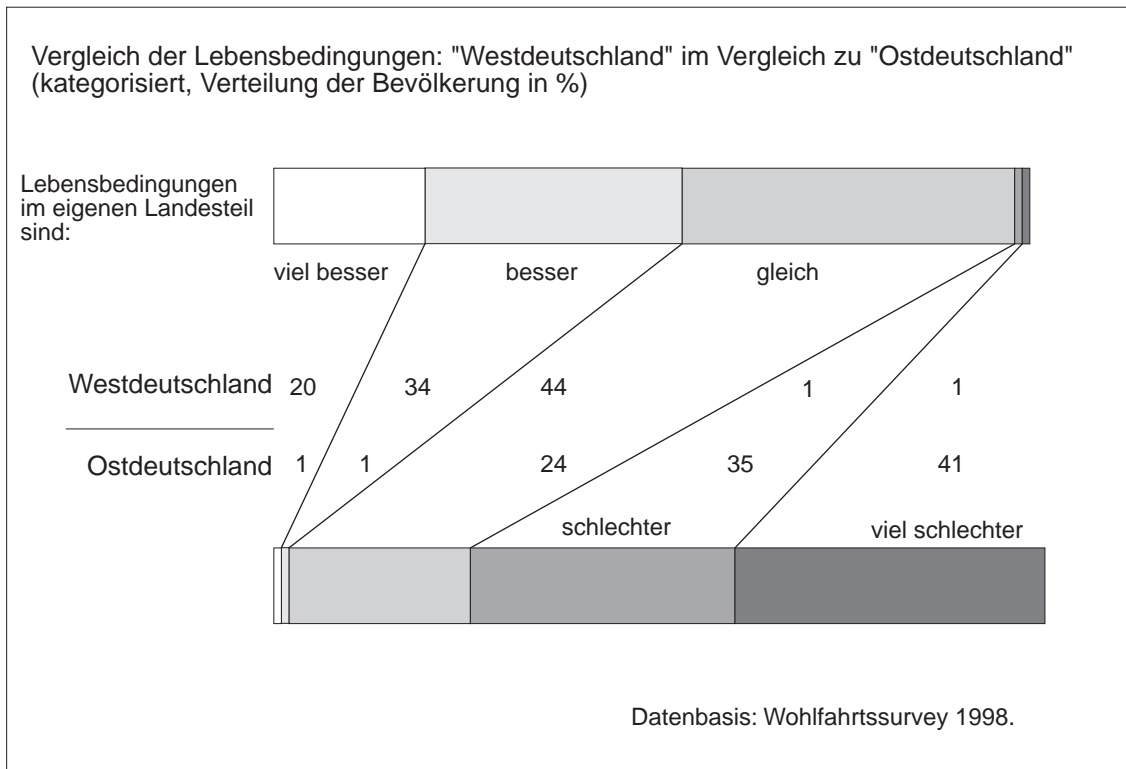 Vergleich der Lebensbedingungen: "Westdeutschland" im Vergleich zu "Ostdeutschland"
(kategorisiert, Verteilung der Bevölkerung in %)
Lebensbedingungen
im eigenen Landesteil
sind:
viel besser besser gleich
Westdeutschland 20 34 44 1 1
Ostdeutschland 1 1 24 35 41
schlechter viel schlechter
Datenbasis: Wohlfahrtssurvey 1998.